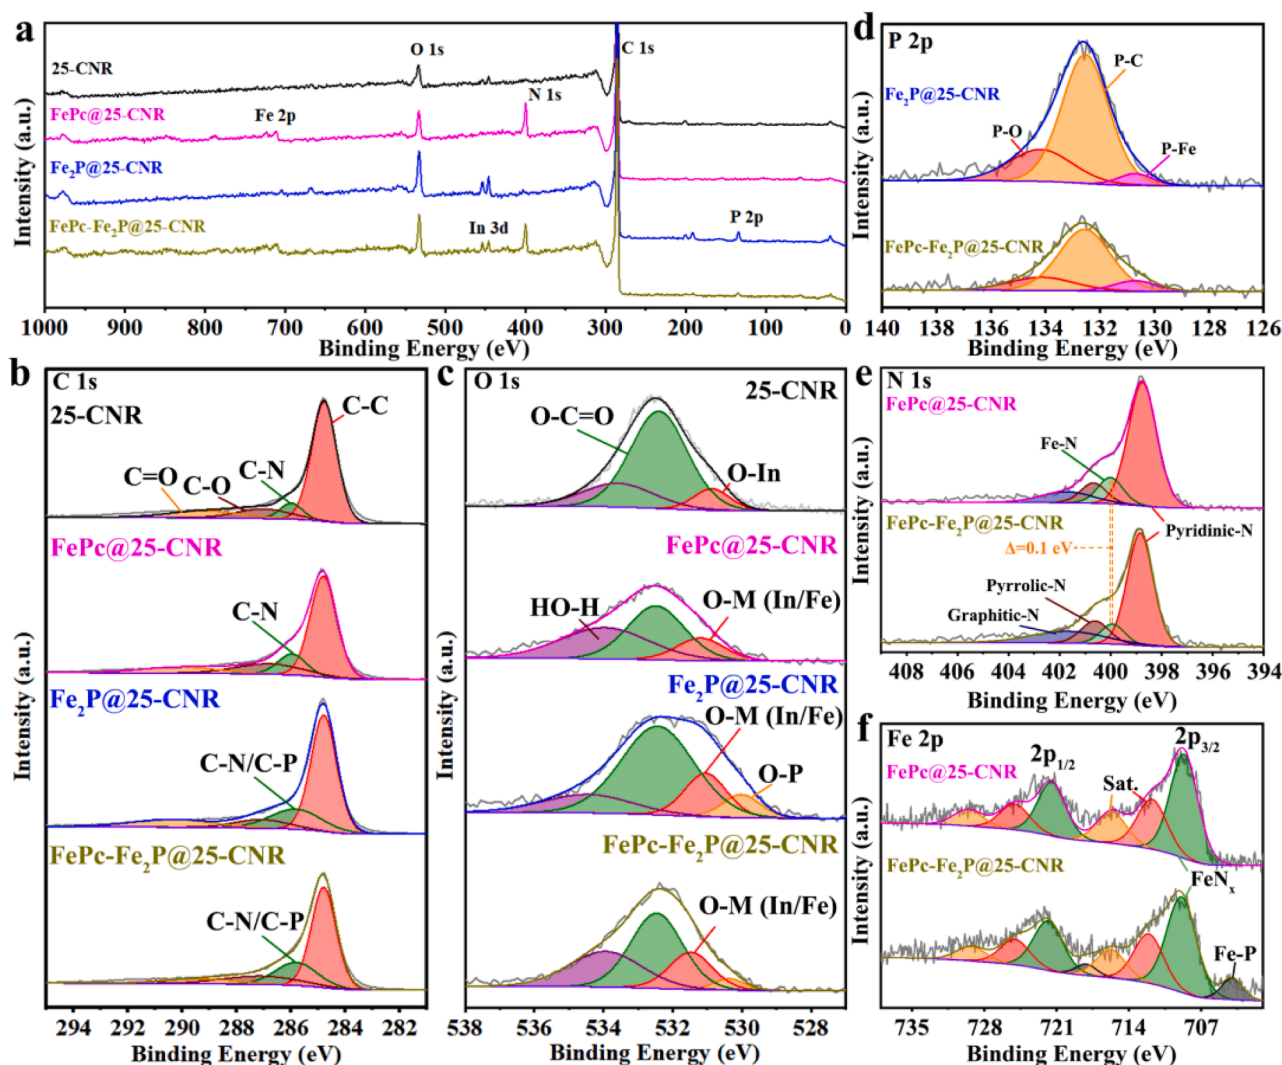 a
25-CNR
FePc@25-CNR
Fe₂P@25-CNR
FePc-Fe₂P@25-CNR
Fe 2p
O 1s
In 3d
N 1s
C 1s
P 2p
Intensity (a.u.)
1000 900 800 700 600 500 400 300 200 100 0
Binding Energy (eV)
d
P 2p
Fe₂P@25-CNR
P-C
P-O
P-Fe
FePc-Fe₂P@25-CNR
Intensity (a.u.)
140 138 136 134 132 130 128 126
Binding Energy (eV)
b
C 1s
25-CNR
C-C
C=O
C-O
C-N
FePc@25-CNR
C-N
Fe₂P@25-CNR
C-N/C-P
FePc-Fe₂P@25-CNR
C-N/C-P
Intensity (a.u.)
294 292 290 288 286 284 282
Binding Energy (eV)
c
O 1s
25-CNR
O-C=O
O-In
FePc@25-CNR
HO-H
O-M (In/Fe)
Fe₂P@25-CNR
O-M (In/Fe)
O-P
FePc-Fe₂P@25-CNR
O-M (In/Fe)
Intensity (a.u.)
538 536 534 532 530 528
Binding Energy (eV)
e
N 1s
FePc@25-CNR
Fe-N
FePc-Fe₂P@25-CNR
Pyridinic-N
Δ=0.1 eV
Pyrrolic-N
Graphitic-N
Intensity (a.u.)
408 406 404 402 400 398 396 394
Binding Energy (eV)
f
Fe 2p
FePc@25-CNR
2p₁/₂
2p₃/₂
Sat.
FePc-Fe₂P@25-CNR
FeNₓ
Fe-P
Intensity (a.u.)
735 728 721 714 707
Binding Energy (eV)